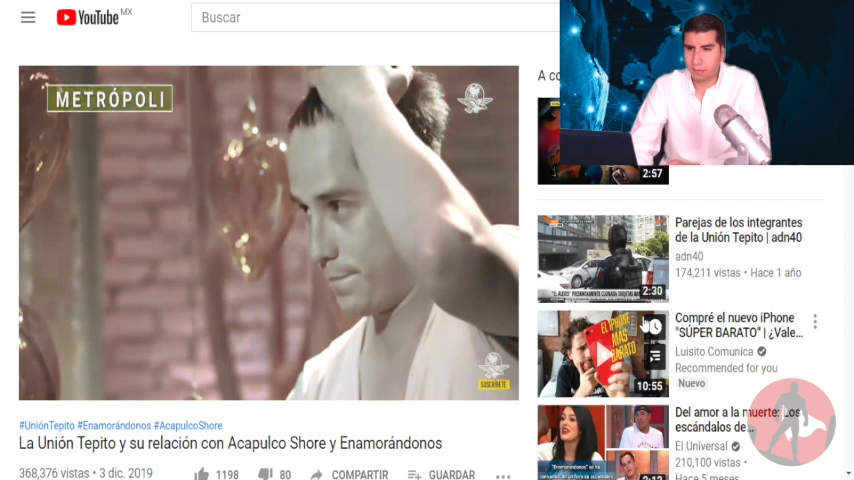 YouTube MX
Buscar
METRÓPOLI
SUSCRÍBETE
#UniónTepito #Enamorándonos #AcapulcoShore
La Unión Tepito y su relación con Acapulco Shore y Enamorándonos
368,376 vistas • 3 dic. 2019
1198
80
COMPARTIR
GUARDAR
A co
2:57
Parejas de los integrantes
de la Unión Tepito | adn40
adn40
174,211 vistas • Hace 1 año
2:30
Compré el nuevo iPhone
"SÚPER BARATO" | ¿Vale...
Luisito Comunica
Recommended for you
Nuevo
EL IPHONE
MÁS
BARATO
10:55
Del amor a la muerte: Los
escándalos de...
El Universal
210,100 vistas •
Hace 5 meses